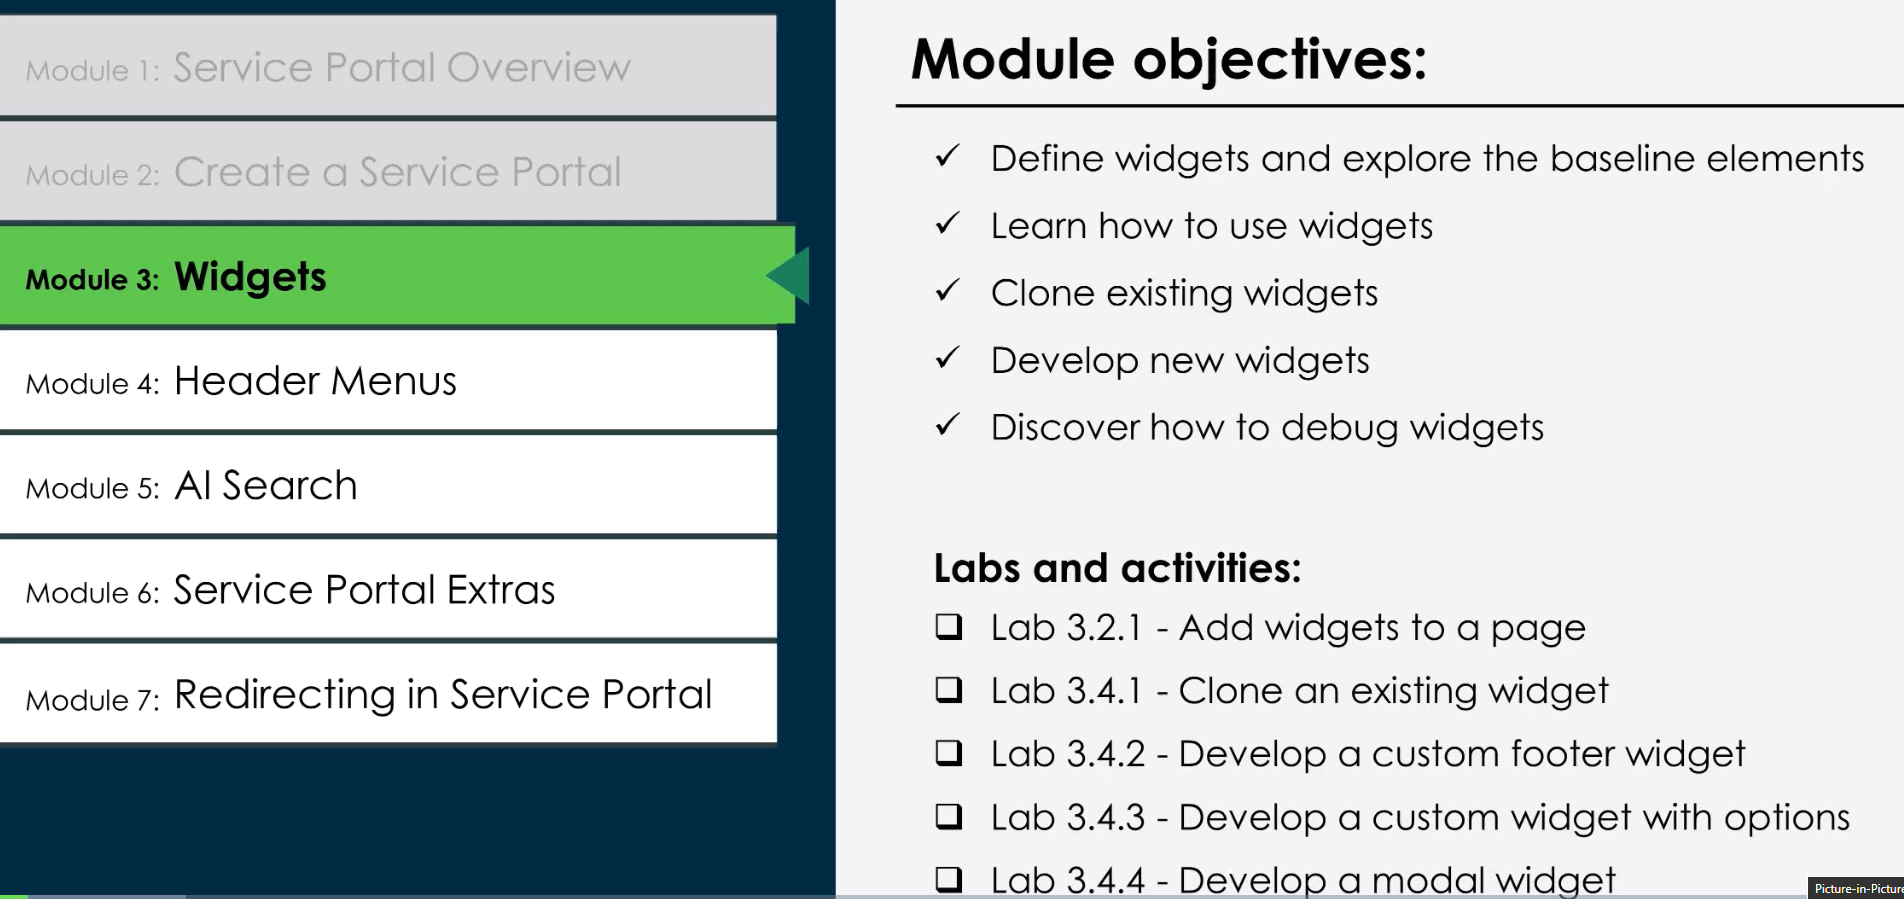 Module 1: Service Portal Overview
Module 2: Create a Service Portal
Module 3: Widgets
Module 4: Header Menus
Module 5: AI Search
Module 6: Service Portal Extras
Module 7: Redirecting in Service Portal
Module objectives:
✓ Define widgets and explore the baseline elements
✓ Learn how to use widgets
✓ Clone existing widgets
✓ Develop new widgets
✓ Discover how to debug widgets
Labs and activities:
❑ Lab 3.2.1 - Add widgets to a page
❑ Lab 3.4.1 - Clone an existing widget
❑ Lab 3.4.2 - Develop a custom footer widget
❑ Lab 3.4.3 - Develop a custom widget with options
❑ Lab 3.4.4 - Develop a modal widget
Picture-in-Picture